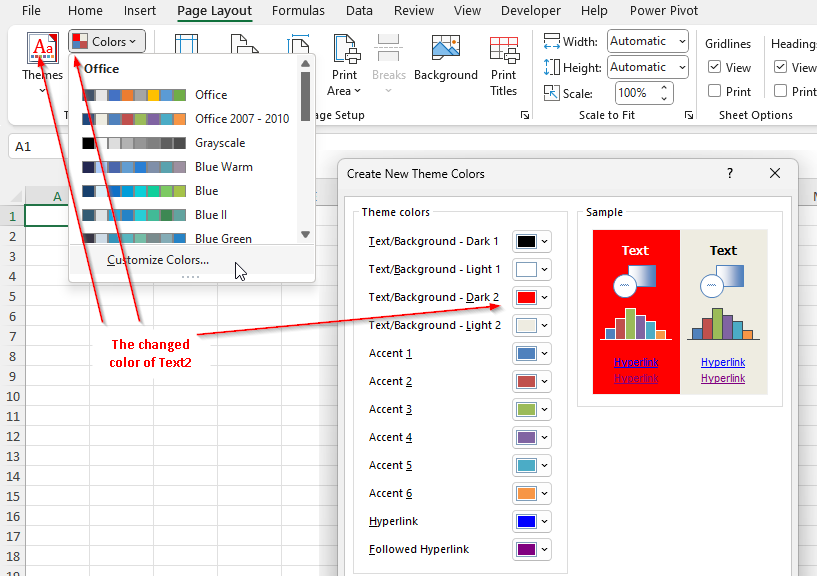 File Home Insert Page Layout Formulas Data Review View Developer Help Power Pivot
Aa
Themes
Colors
Print
Area
Breaks
Background
Print
Titles
Width: Automatic
Height: Automatic
Scale: 100%
Gridlines
View
Print
Heading
View
Print
Page Setup
Scale to Fit
Sheet Options
A1
Office
Office
Office 2007 - 2010
Grayscale
Blue Warm
Blue
Blue II
Blue Green
Customize Colors...
A
1
2
3
4
5
6
7
8
9
10
11
12
13
14
15
16
17
18
The changed
color of Text2
Create New Theme Colors ?
Theme colors
Text/Background - Dark 1
Text/Background - Light 1
Text/Background - Dark 2
Text/Background - Light 2
Accent 1
Accent 2
Accent 3
Accent 4
Accent 5
Accent 6
Hyperlink
Followed Hyperlink
Sample
Text Text
Hyperlink Hyperlink
Hyperlink Hyperlink